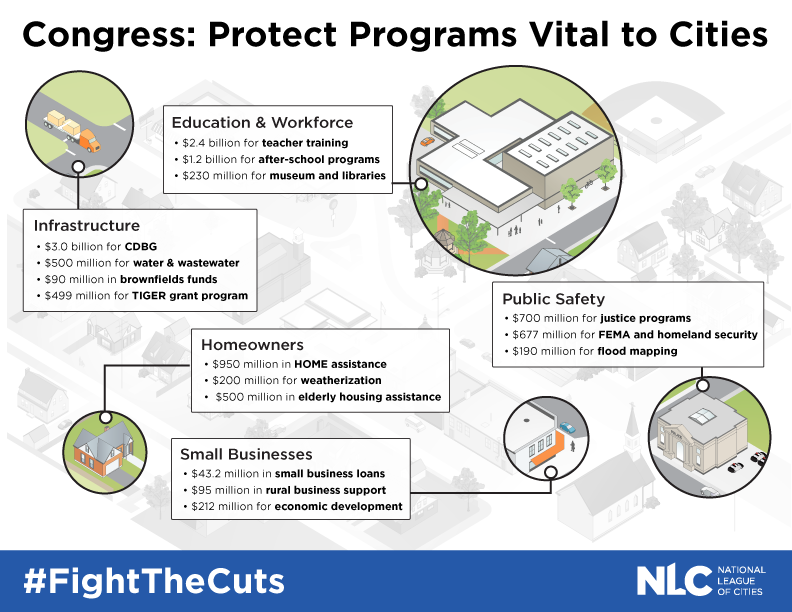 Congress: Protect Programs Vital to Cities
Education & Workforce
• $2.4 billion for teacher training
• $1.2 billion for after-school programs
• $230 million for museum and libraries
Infrastructure
• $3.0 billion for CDBG
• $500 million for water & wastewater
• $90 million in brownfields funds
• $499 million for TIGER grant program
Public Safety
• $700 million for justice programs
• $677 million for FEMA and homeland security
• $190 million for flood mapping
Homeowners
• $950 million in HOME assistance
• $200 million for weatherization
• $500 million in elderly housing assistance
Small Businesses
• $43.2 million in small business loans
• $95 million in rural business support
• $212 million for economic development
#FightTheCuts
NLC
NATIONAL
LEAGUE
OF CITIES